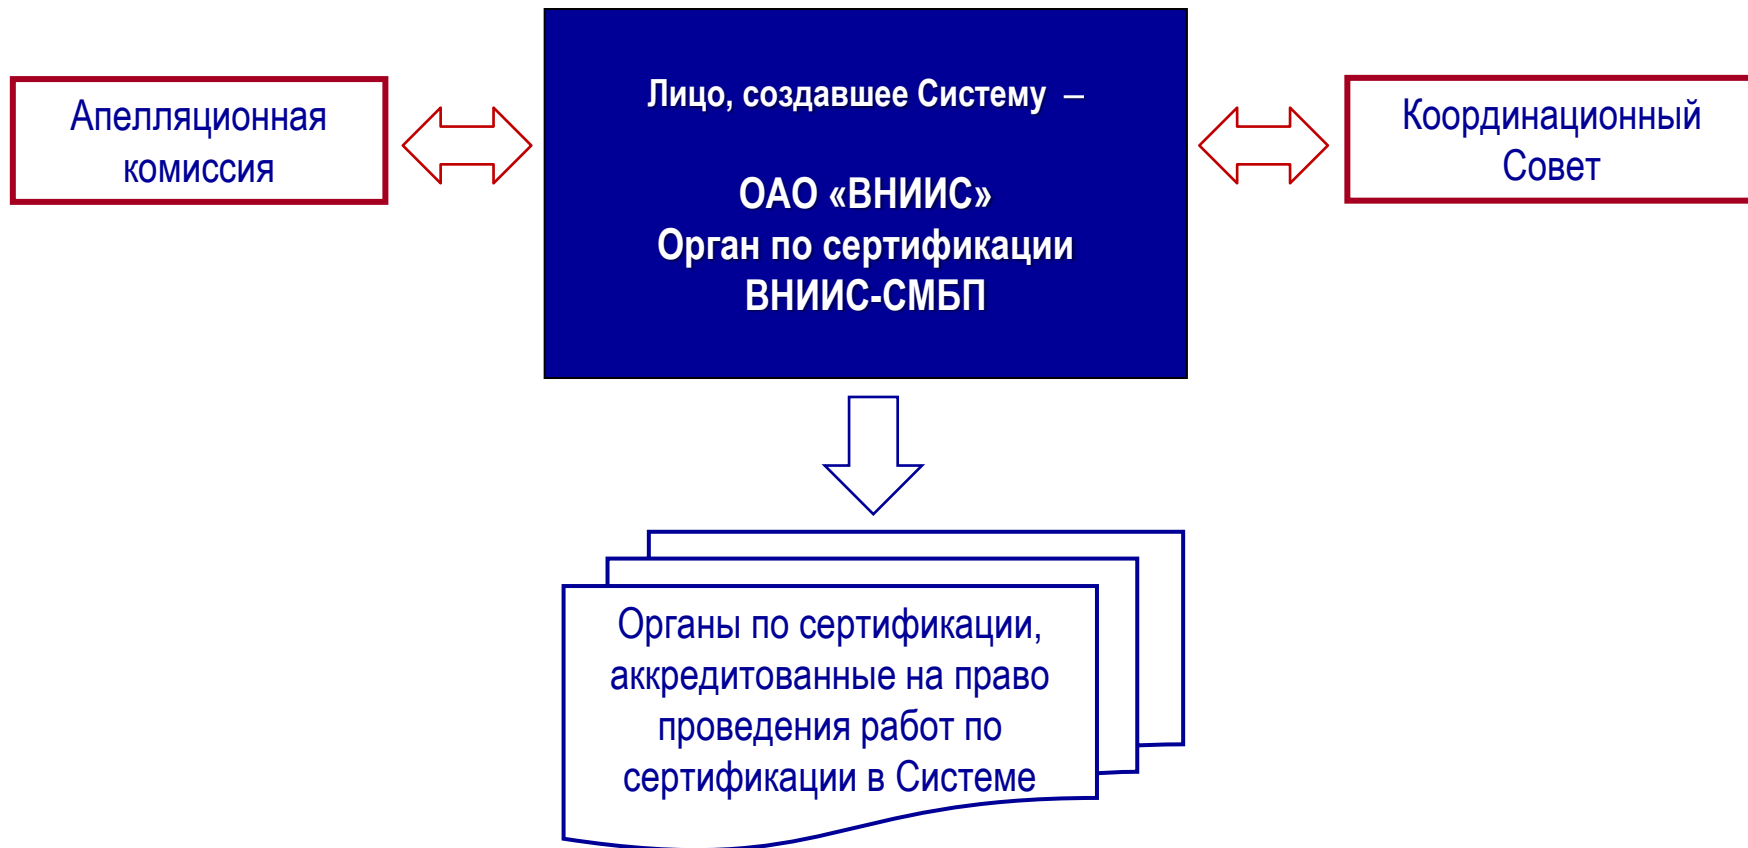 Апелляционная
комиссия
Лицо, создавшее Систему –
ОАО «ВНИИС»
Орган по сертификации
ВНИИС-СМБП
Координационный
Совет
Органы по сертификации,
аккредитованные на право
проведения работ по
сертификации в Системе